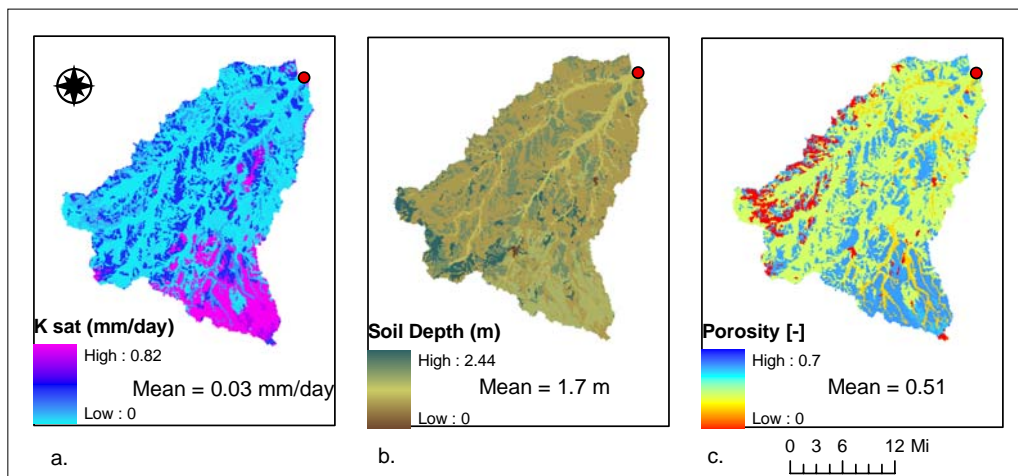 K sat (mm/day)
High : 0.82
Mean = 0.03 mm/day
Low : 0
a.
Soil Depth (m)
High : 2.44
Mean = 1.7 m
Low : 0
b.
Porosity [-]
High : 0.7
Mean = 0.51
Low : 0
c.
0 3 6 12 Mi